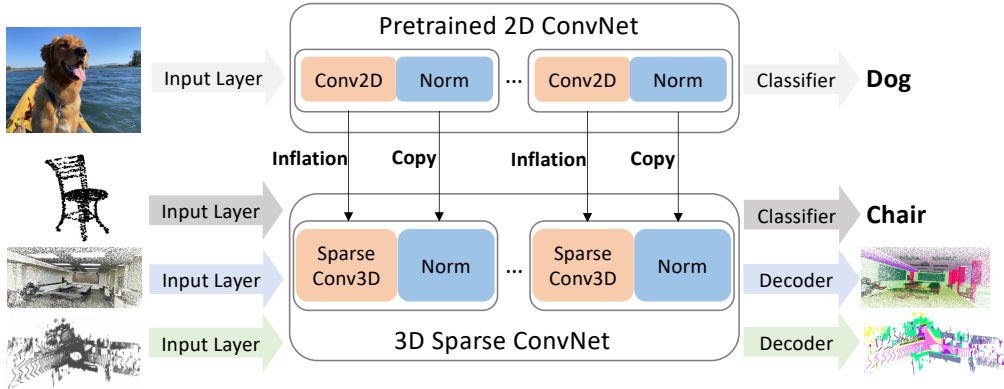 Pretrained 2D ConvNet
Input Layer
Conv2D
Norm
...
Conv2D
Norm
Classifier
Dog
Inflation
Copy
Inflation
Copy
Input Layer
Classifier
Chair
Sparse
Conv3D
Norm
...
Sparse
Conv3D
Norm
Input Layer
Decoder
Input Layer
3D Sparse ConvNet
Decoder